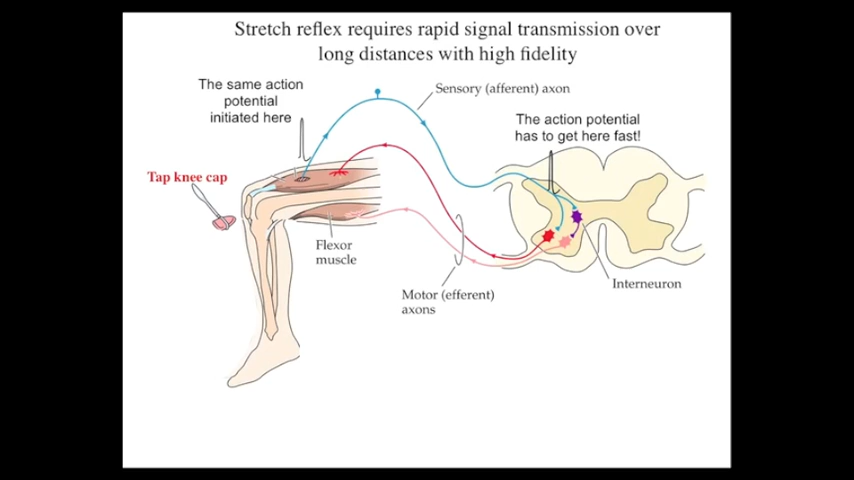 Stretch reflex requires rapid signal transmission over
long distances with high fidelity
The same action
potential
initiated here
Sensory (afferent) axon
The action potential
has to get here fast!
Tap knee cap
Flexor
muscle
Motor (efferent)
axons
Interneuron